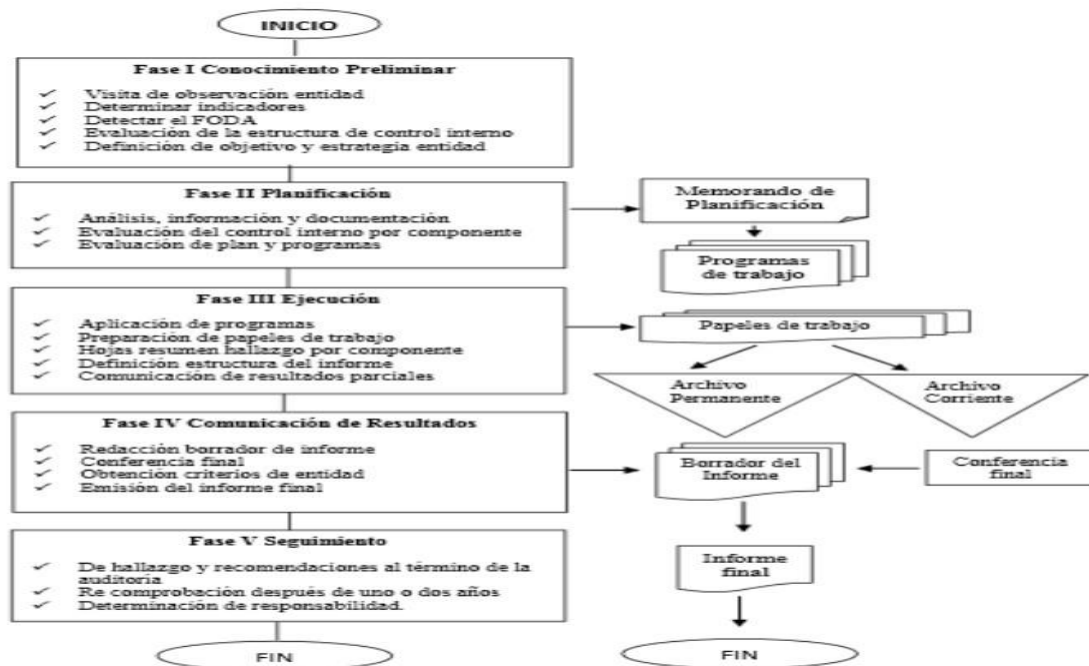 INICIO
Fase I Conocimiento Preliminar
Visita de observación entidad
Determinar indicadores
Detectar el FODA
Evaluación de la estructura de control interno
Definición de objetivo y estrategia entidad
Fase II Planificación
Análisis, información y documentación
Evaluación del control interno por componente
Evaluación de plan y programas
Memorando de
Planificación
Programas
de trabajo
Fase III Ejecución
Aplicación de programas
Preparación de papeles de trabajo
Hojas resumen hallazgo por componente
Definición estructura del informe
Comunicación de resultados parciales
Papeles de trabajo
Archivo
Permanente
Archivo
Corriente
Fase IV Comunicación de Resultados
Redacción borrador de informe
Conferencia final
Obtención criterios de entidad
Emisión del informe final
Borrador del
Informe
Conferencia
final
Fase V Seguimiento
De hallazgo y recomendaciones al término de la
auditoría
Re comprobación después de uno o dos años
Determinación de responsabilidad.
Informe
final
FIN
FIN